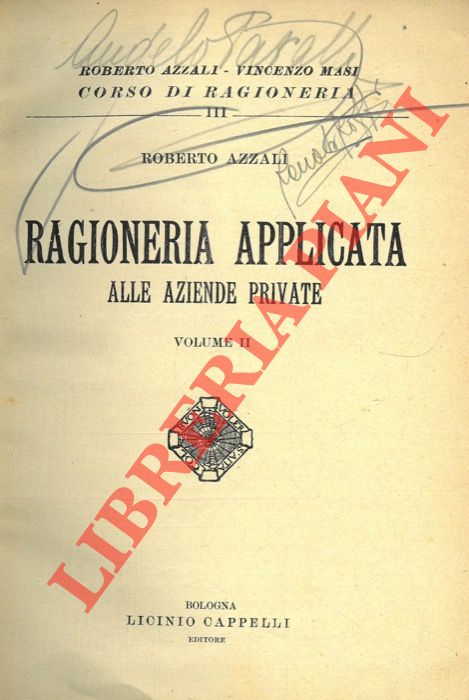 Angelo
ROBERTO AZZALI - VINCENZO MASI
CORSO DI RAGIONERIA
III
ROBERTO AZZALI
RAGIONERIA APPLICATA
ALLE AZIENDE PRIVATE
VOLUME II
LIBRERIA PIANI
BOLOGNA
LICINIO CAPPELLI
EDITORE